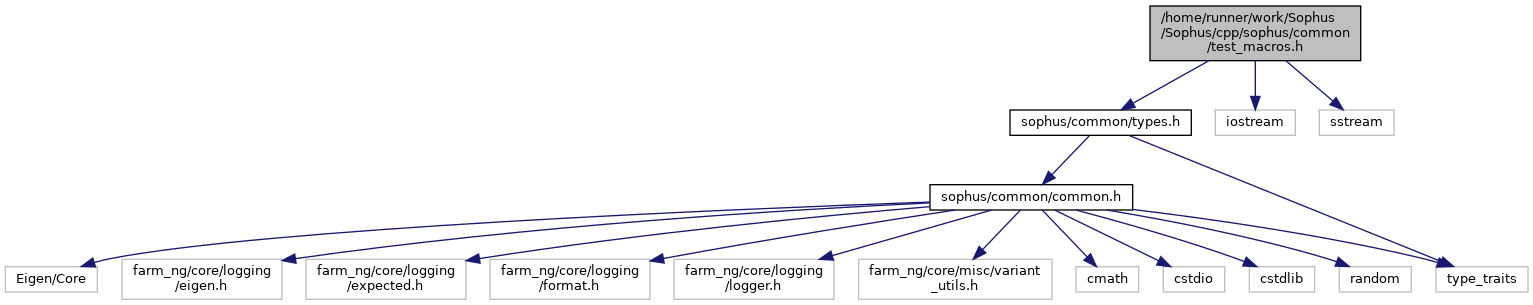 /home/runner/work/Sophus
/Sophus/cpp/sophus/common
/test_macros.h
sophus/common/types.h
iostream
sstream
sophus/common/common.h
Eigen/Core
farm_ng/core/logging
/eigen.h
farm_ng/core/logging
/expected.h
farm_ng/core/logging
/format.h
farm_ng/core/logging
/logger.h
farm_ng/core/misc/variant
_utils.h
cmath
cstdio
cstdlib
random
type_traits